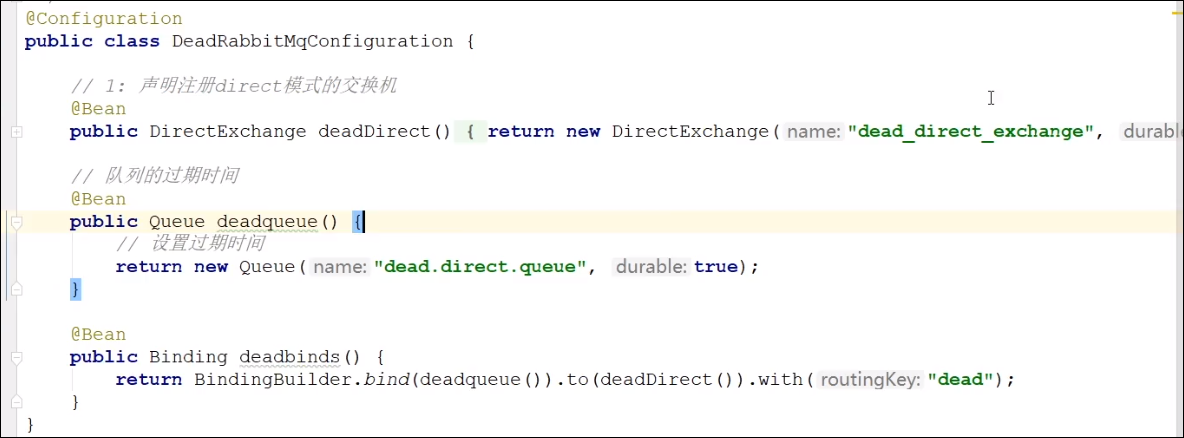 @Configuration
public class DeadRabbitMqConfiguration {
// 1: 声明注册direct模式的交换机
@Bean
public DirectExchange deadDirect() { return new DirectExchange( name: "dead_direct_exchange", durable
// 队列的过期时间
@Bean
public Queue deadqueue() {
// 设置过期时间
return new Queue( name: "dead.direct.queue", durable: true);
}
@Bean
public Binding deadbinds() {
return BindingBuilder.bind(deadqueue()).to(deadDirect()).with( routingKey: "dead");
}
}